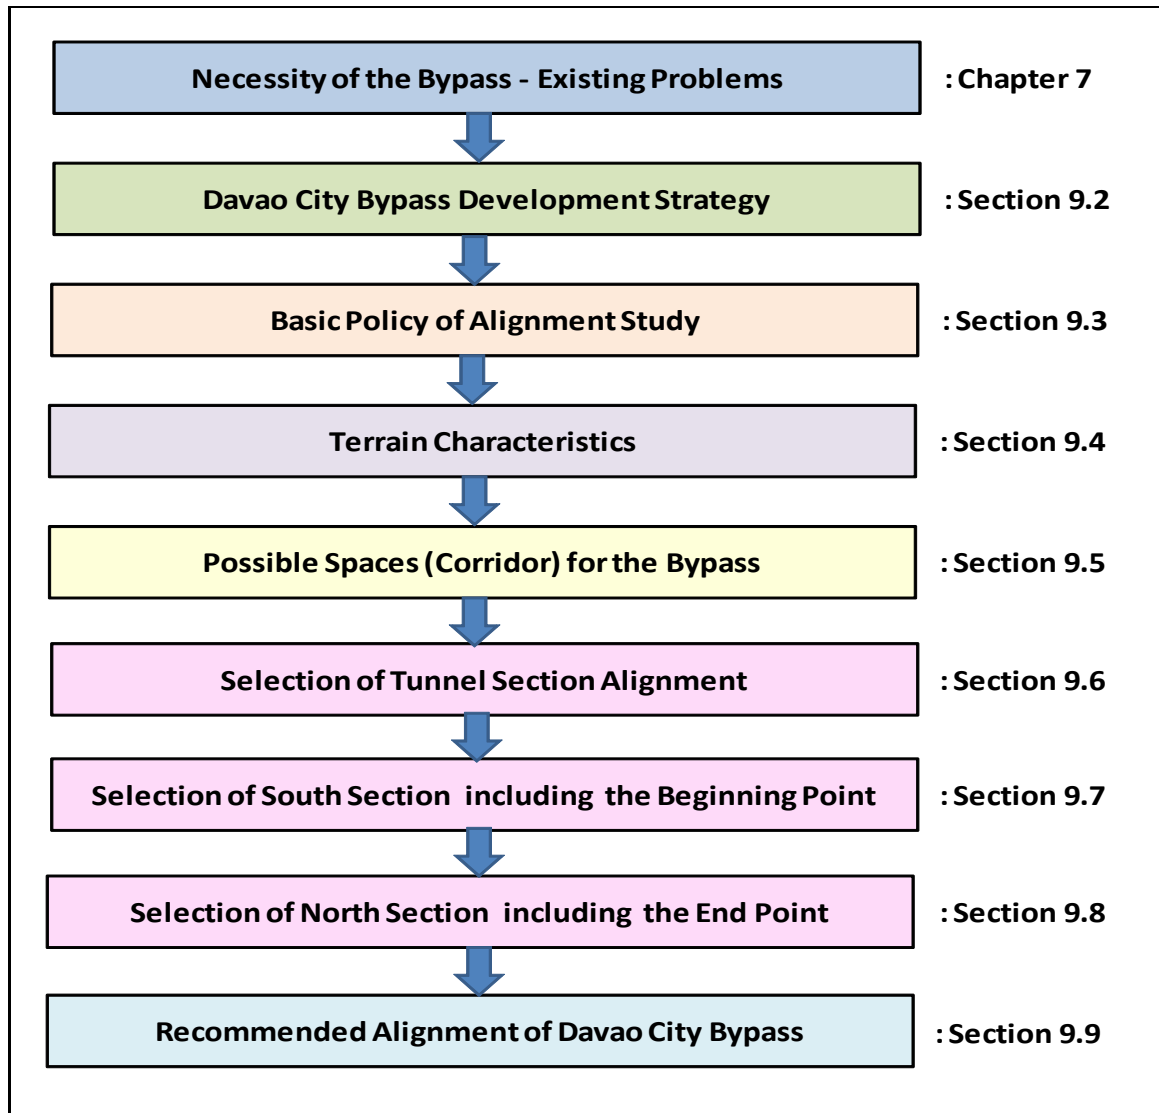 Necessity of the Bypass - Existing Problems : Chapter 7
Davao City Bypass Development Strategy : Section 9.2
Basic Policy of Alignment Study : Section 9.3
Terrain Characteristics : Section 9.4
Possible Spaces (Corridor) for the Bypass : Section 9.5
Selection of Tunnel Section Alignment : Section 9.6
Selection of South Section including the Beginning Point : Section 9.7
Selection of North Section including the End Point : Section 9.8
Recommended Alignment of Davao City Bypass : Section 9.9